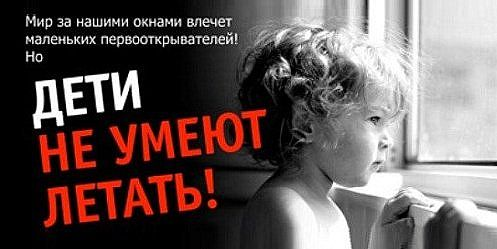 Мир за нашими окнами влечет
маленьких первооткрывателей!
Но
ДЕТИ
НЕ УМЕЮТ
ЛЕТАТЬ!